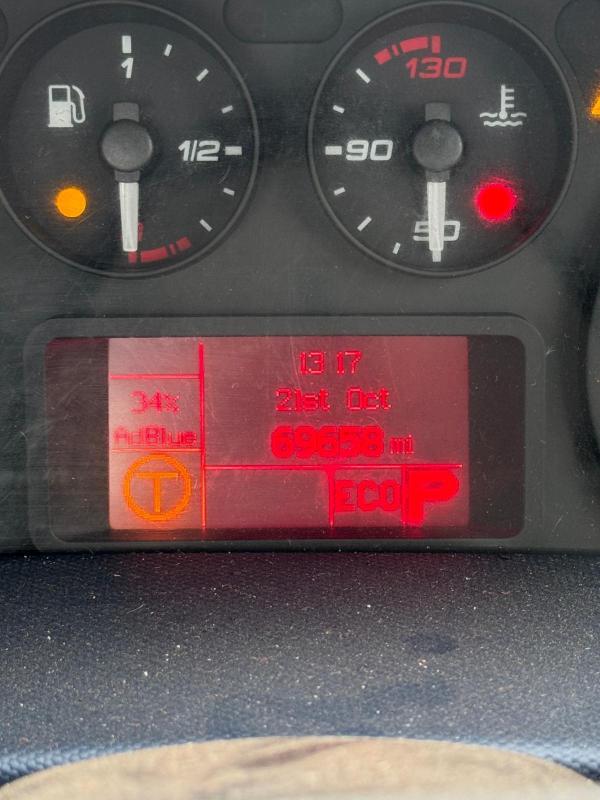 1
1/2
130
90
50
13 17
21st Oct
34%
AdBlue
69658 mi
T
ECO P